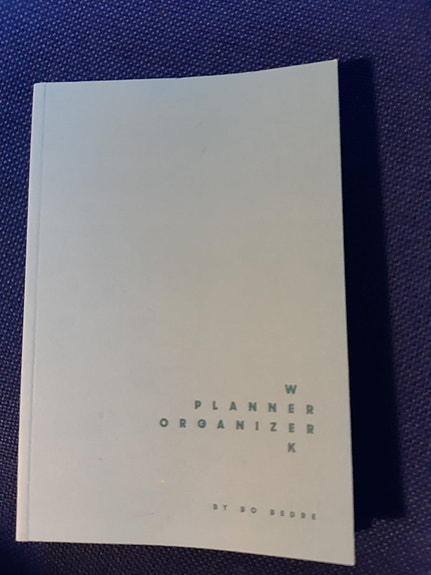 W
PLANNER
ORGANIZER
K
BY BO BEDRE